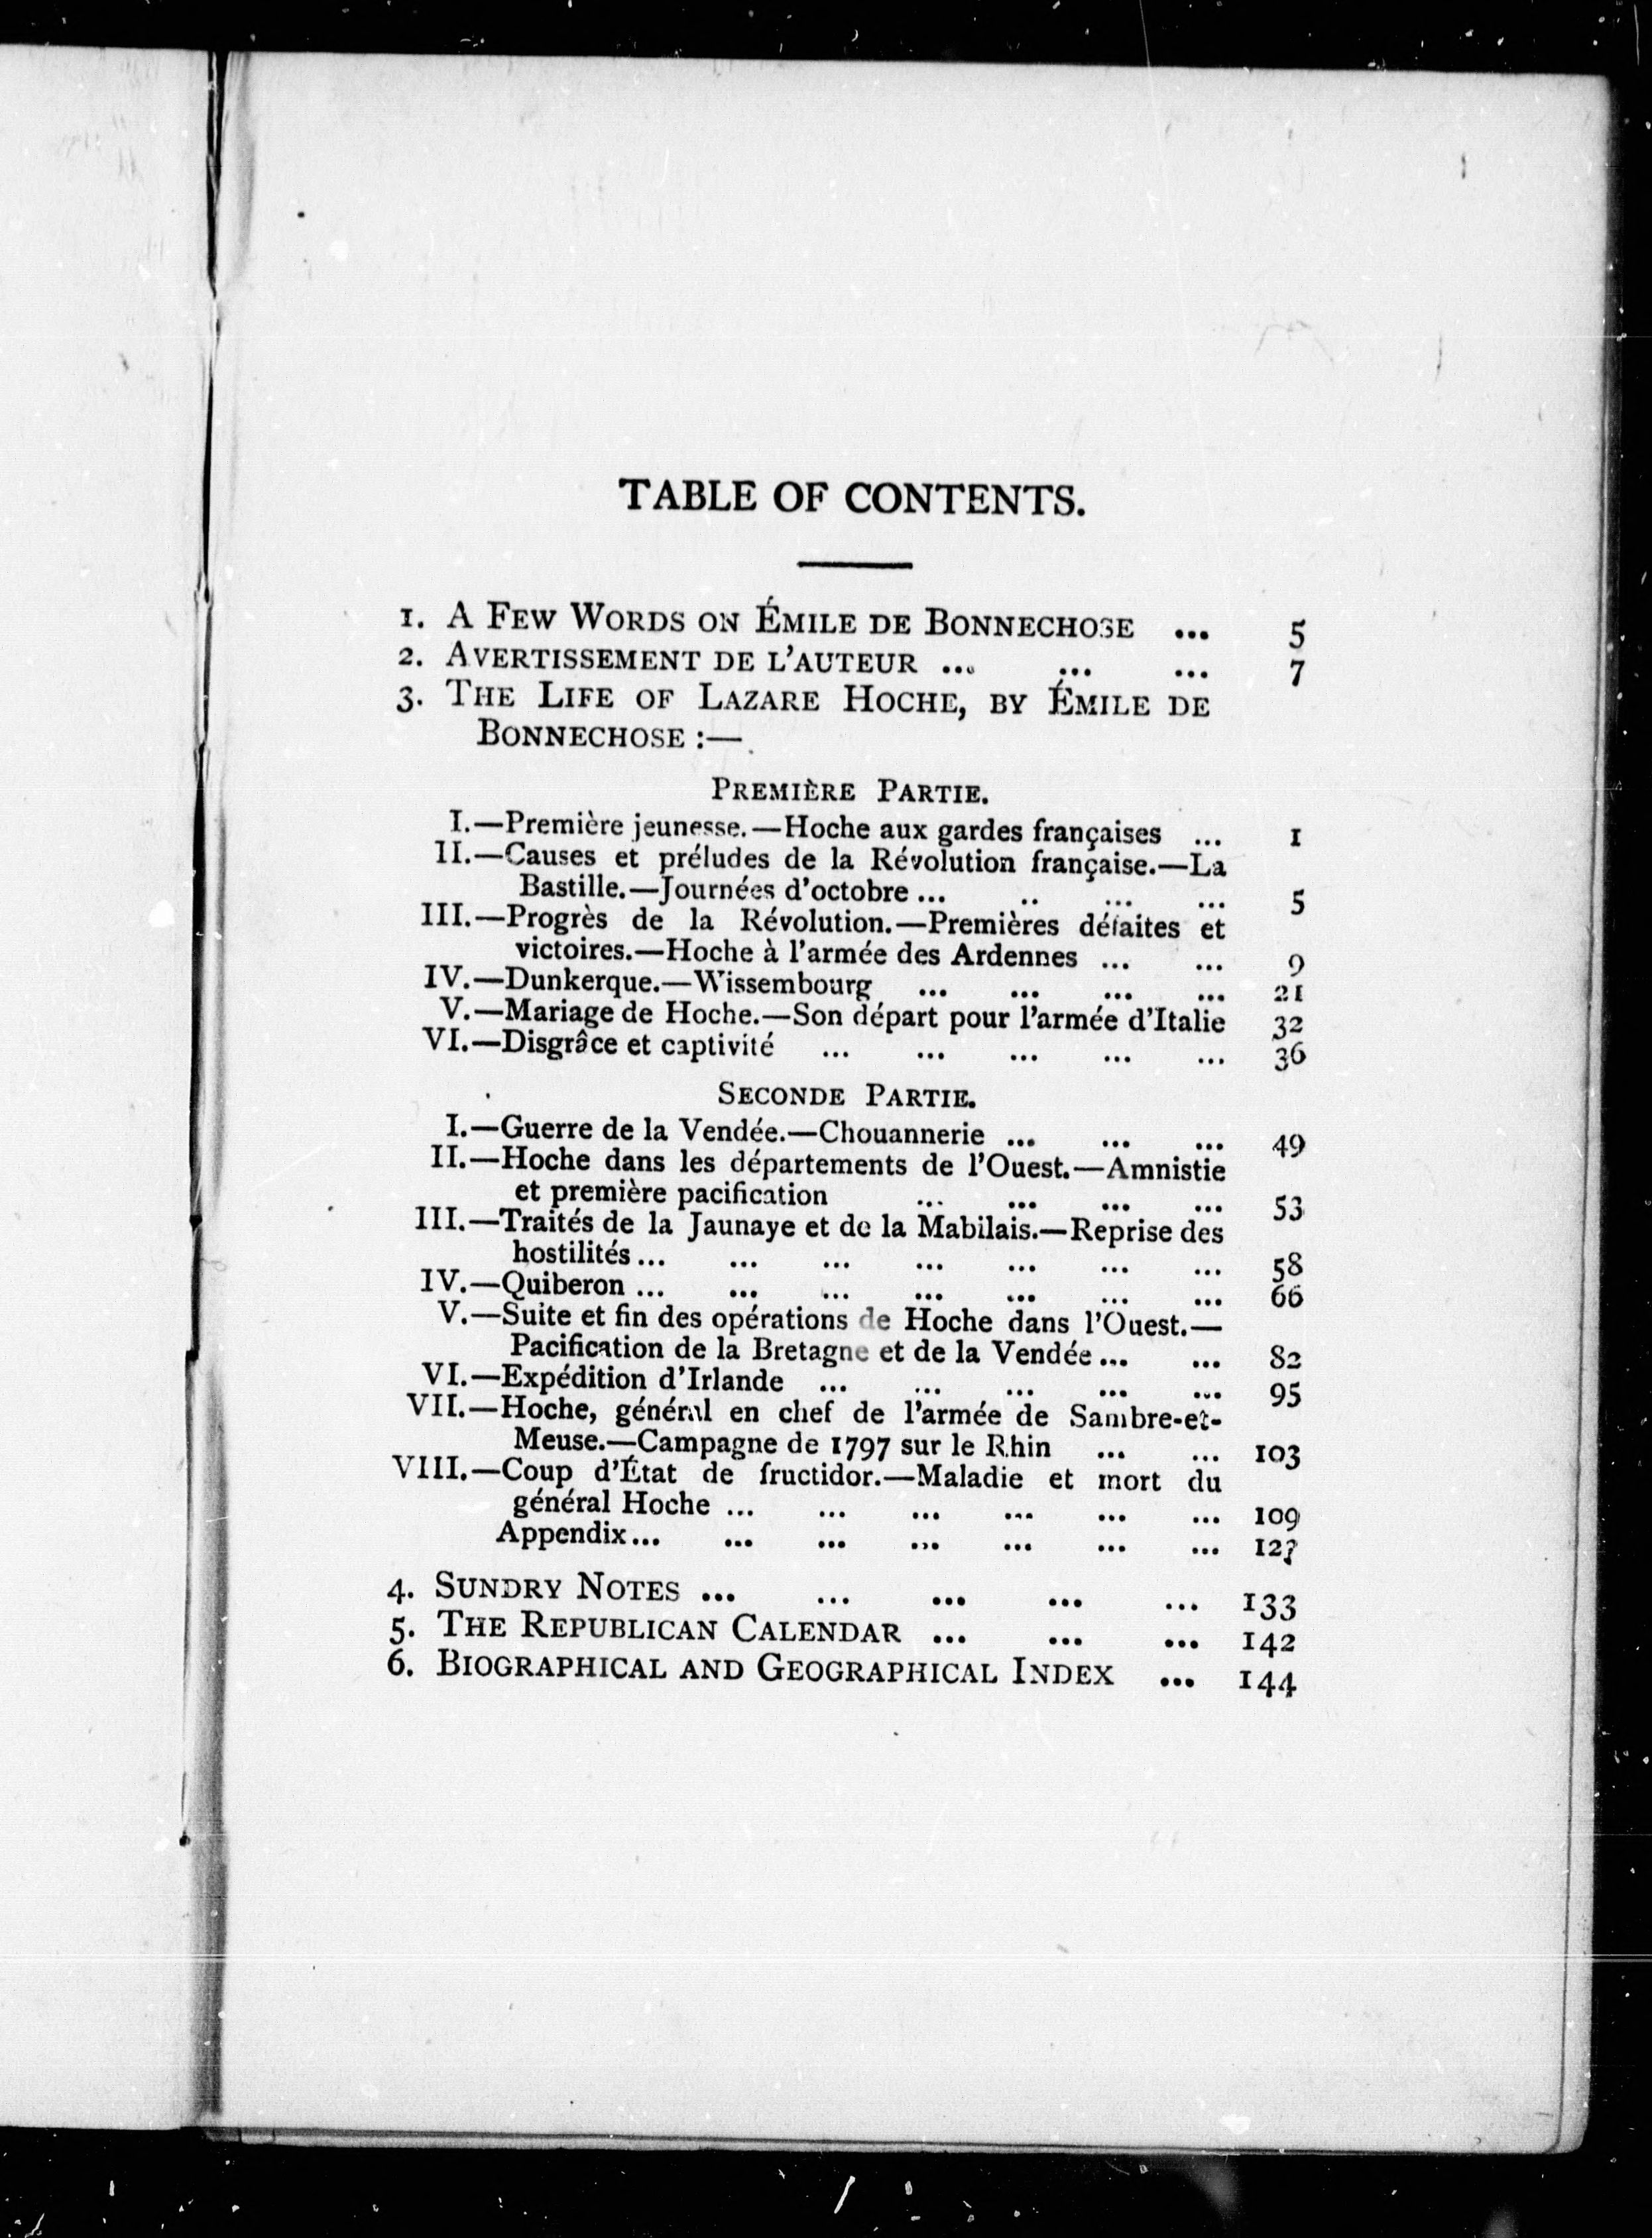 TABLE OF CONTENTS.
1. A FEW WORDS ON ÉMILE DE BONNECHOSE ... 5
2. AVERTISSEMENT DE L'AUTEUR ... ... ... 7
3. THE LIFE OF LAZARE HOCHE, BY ÉMILE DE
BONNECHOSE :—
PREMIÈRE PARTIE.
I.—Première jeunesse.—Hoche aux gardes françaises ... 1
II.—Causes et préludes de la Révolution française.—La
Bastille.—Journées d'octobre ... .. ... ... 5
III.—Progrès de la Révolution.—Premières défaites et
victoires.—Hoche à l'armée des Ardennes ... ... 9
IV.—Dunkerque.—Wissembourg ... ... ... ... 21
V.—Mariage de Hoche.—Son départ pour l'armée d'Italie 32
VI.—Disgrâce et captivité ... ... ... ... ... 36
SECONDE PARTIE.
I.—Guerre de la Vendée.—Chouannerie ... ... ... 49
II.—Hoche dans les départements de l'Ouest.—Amnistie
et première pacification ... ... ... ... 53
III.—Traités de la Jaunaye et de la Mabilais.—Reprise des
hostilités ... ... ... ... ... ... ... 58
IV.—Quiberon ... ... ... ... ... ... ... 66
V.—Suite et fin des opérations de Hoche dans l'Ouest.—
Pacification de la Bretagne et de la Vendée ... ... 82
VI.—Expédition d'Irlande ... ... ... ... ... 95
VII.—Hoche, général en chef de l'armée de Sambre-et-
Meuse.—Campagne de 1797 sur le Rhin ... ... 103
VIII.—Coup d'État de fructidor.—Maladie et mort du
général Hoche ... ... ... ... ... ... 109
Appendix ... ... ... ... ... ... ...
4. SUNDRY NOTES ... ... ... ... ... 133
5. THE REPUBLICAN CALENDAR ... ... ... 142
6. BIOGRAPHICAL AND GEOGRAPHICAL INDEX ... 144